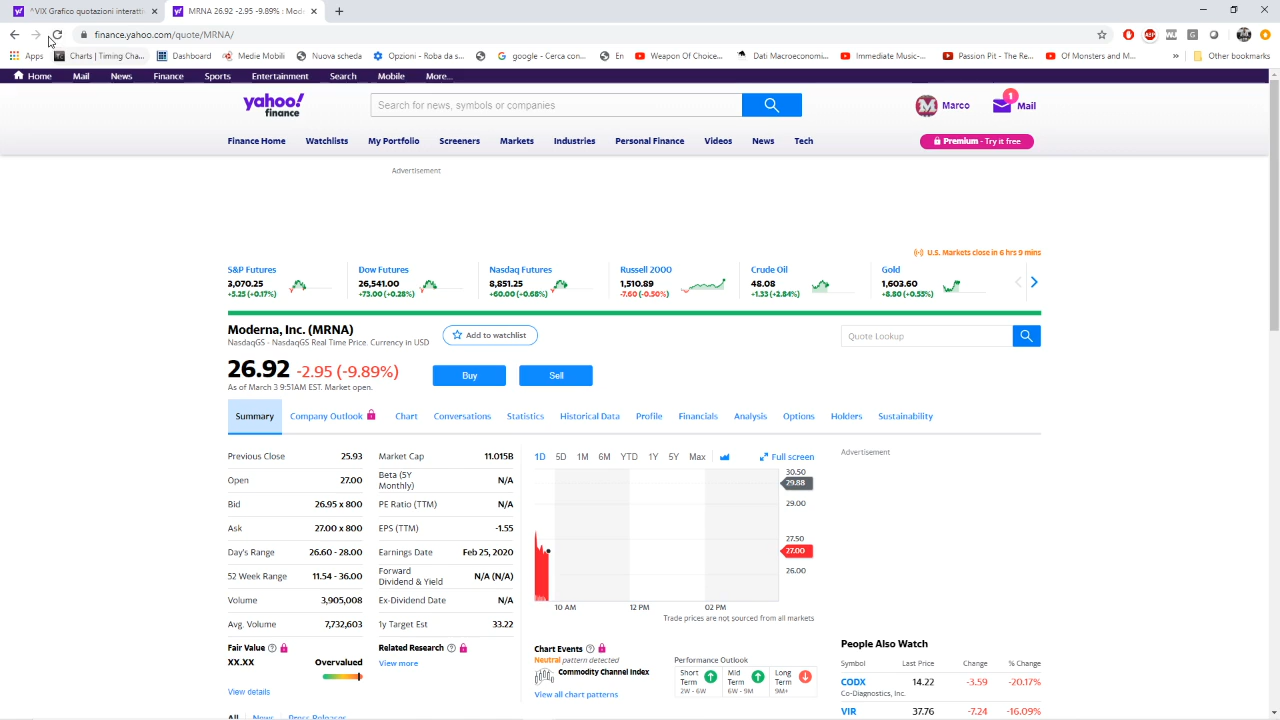 ^VIX Grafico quotazioni interatti
MRNA 26.92 -2.95 -9.89% : Mode
finance.yahoo.com/quote/MRNA/
Apps Charts | Timing Cha... Dashboard Wedge Mobili Nuova scheda Opzioni - Roba da s... google - Cerca con... En Weapon Of Choice... Dati Macroeconomi... Immediate Music-... Passion Pit - The Re... Of Monsters and M... » Other bookmarks
Home Mail News Finance Sports Entertainment Search Mobile More...
yahoo! finance
Search for news, symbols or companies
M Marco 1 Mail
Finance Home Watchlists My Portfolio Screeners Markets Industries Personal Finance Videos News Tech
Premium - Try it free
Advertisement
U.S. Markets close in 6 hrs 9 mins
S&P Futures Dow Futures Nasdaq Futures Russell 2000 Crude Oil Gold
3,070.25 26,541.00 8,851.25 1,510.89 48.08 1,603.60
+5.25 (+0.17%) +73.00 (+0.28%) +60.00 (+0.68%) -7.60 (-0.50%) +1.33 (+2.84%) +8.80 (+0.55%)
Moderna, Inc. (MRNA)
NasdaqGS - NasdaqGS Real Time Price. Currency in USD
Add to watchlist
Quote Lookup
26.92 -2.95 (-9.89%)
As of March 3 9:51AM EST. Market open.
Buy Sell
Summary Company Outlook Chart Conversations Statistics Historical Data Profile Financials Analysis Options Holders Sustainability
Previous Close 25.93
Open 27.00
Bid 26.95 x 800
Ask 27.00 x 800
Day's Range 26.60 - 28.00
52 Week Range 11.54 - 36.00
Volume 3,905,008
Avg. Volume 7,732,603
Market Cap 11.015B
Beta (5Y Monthly) N/A
PE Ratio (TTM) N/A
EPS (TTM) -1.55
Earnings Date Feb 25, 2020
Forward Dividend & Yield N/A (N/A)
Ex-Dividend Date N/A
1y Target Est 33.22
Fair Value
XX.XX Overvalued
View details
Related Research
View more
1D 5D 1M 6M YTD 1Y 5Y Max Full screen
30.50
29.88
29.00
27.50
27.00
26.00
10 AM 12 PM 02 PM
Trade prices are not sourced from all markets
Chart Events
Neutral pattern detected
Commodity Channel Index
View all chart patterns
Performance Outlook
Short Term 2W - 6W
Mid Term 6W - 9M
Long Term 9M+
Advertisement
People Also Watch
Symbol Last Price Change % Change
CODX 14.22 -3.59 -20.17%
Co-Diagnostics, Inc.
VIR 37.76 -7.24 -16.09%
All News Press Releases